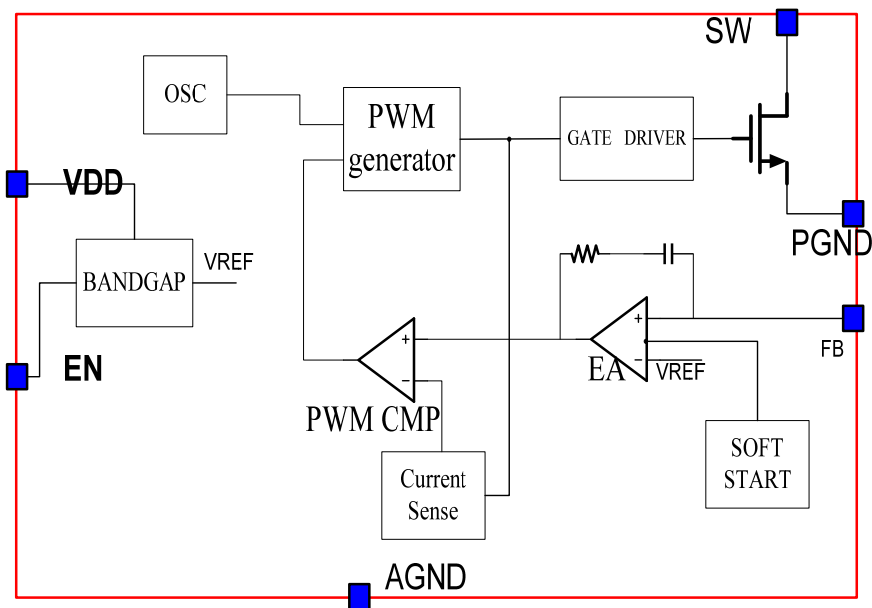 SW
OSC
PWM
generator
GATE DRIVER
VDD
PGND
BANDGAP
VREF
+
FB
EN
+
−
EA
−
VREF
PWM CMP
SOFT
START
Current
Sense
AGND